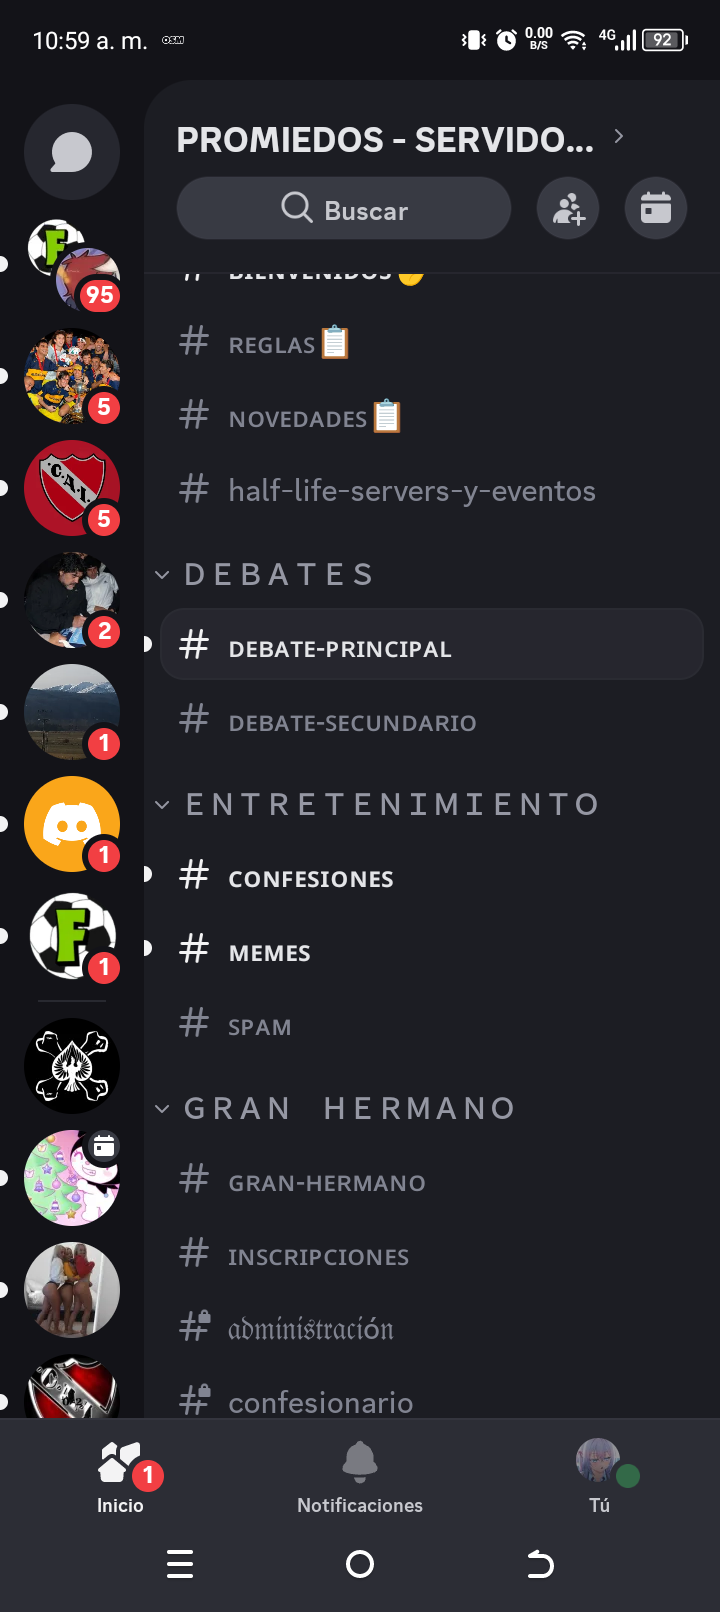 10:59 a. m.
OSM
0.00
B/S
4G
92
PROMIEDOS - SERVIDO...
Buscar
BIENVENIDOS
F
95
REGLAS📋
5
NOVEDADES📋
C.A.I.
5
half-life-servers-y-eventos
DEBATES
2
DEBATE-PRINCIPAL
1
DEBATE-SECUNDARIO
ENTRETENIMIENTO
1
CONFESIONES
F
1
MEMES
SPAM
GRAN HERMANO
GRAN-HERMANO
INSCRIPCIONES
𝔞𝔡𝔪𝔦𝔫𝔦𝔰𝔱𝔯𝔞𝔠𝔦ó𝔫
confesionario
1
Inicio
Notificaciones
Tú